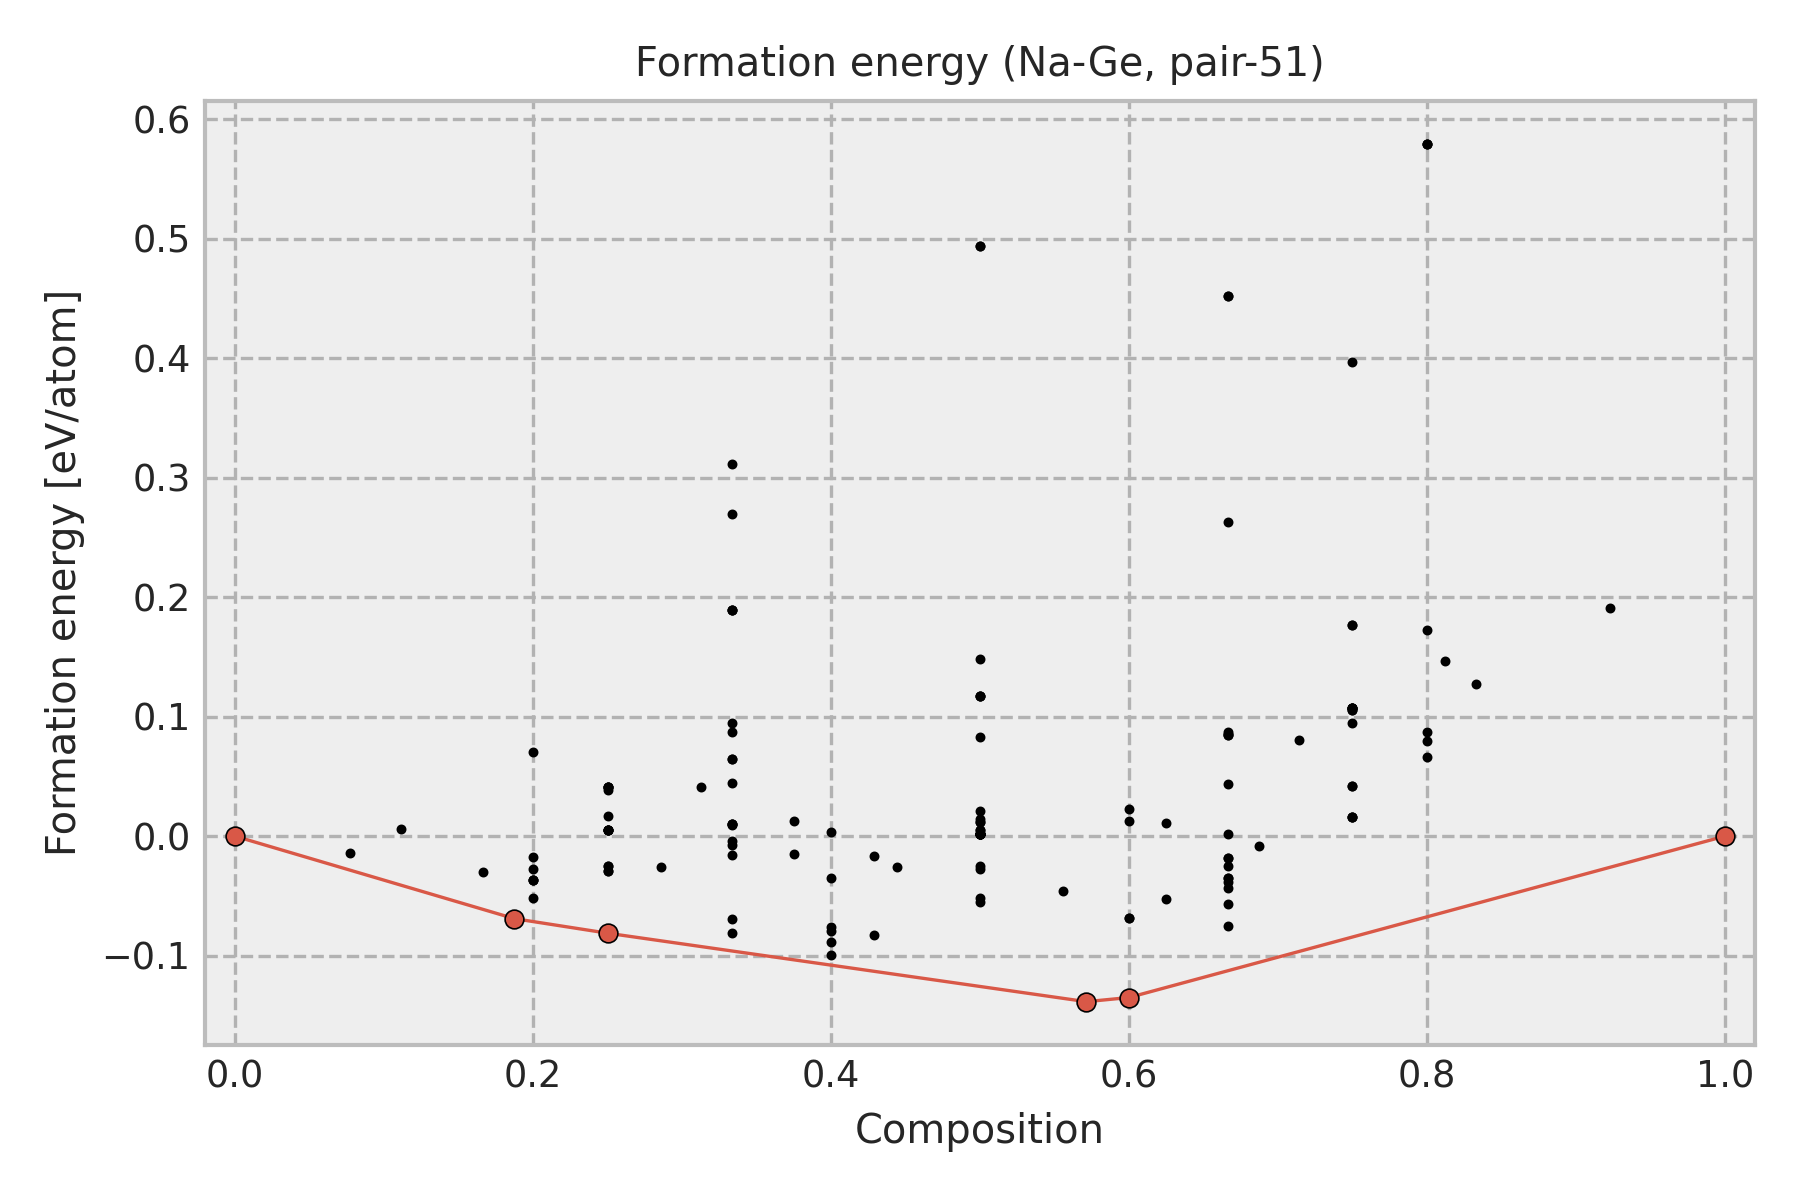 Formation energy (Na-Ge, pair-51)
Formation energy [eV/atom]
0.6
0.5
0.4
0.3
0.2
0.1
0.0
−0.1
0.0 0.2 0.4 0.6 0.8 1.0
Composition